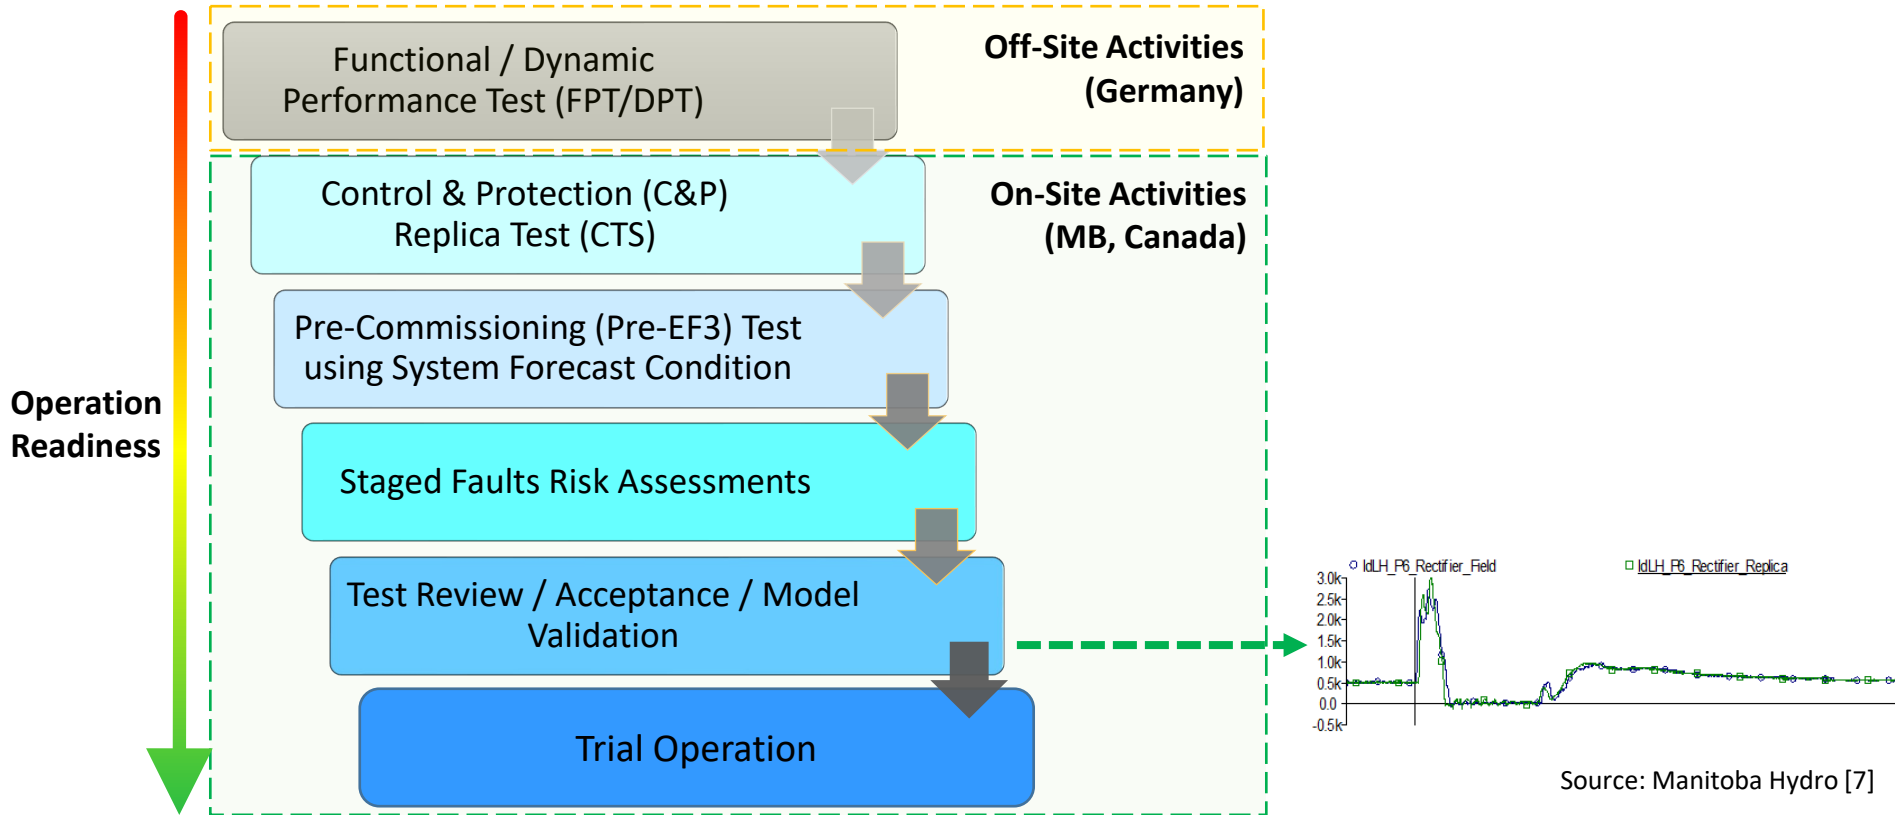 Functional / Dynamic
Performance Test (FPT/DPT)
Off-Site Activities
(Germany)
Control & Protection (C&P)
Replica Test (CTS)
On-Site Activities
(MB, Canada)
Pre-Commissioning (Pre-EF3) Test
using System Forecast Condition
Operation
Readiness
Staged Faults Risk Assessments
Test Review / Acceptance / Model
Validation
Trial Operation
IdLH_P6_Rectifier_Field
IdLH_P6_Rectifier_Replica
3.0k
2.5k
2.0k
1.5k
1.0k
0.5k
0.0
-0.5k
Source: Manitoba Hydro [7]